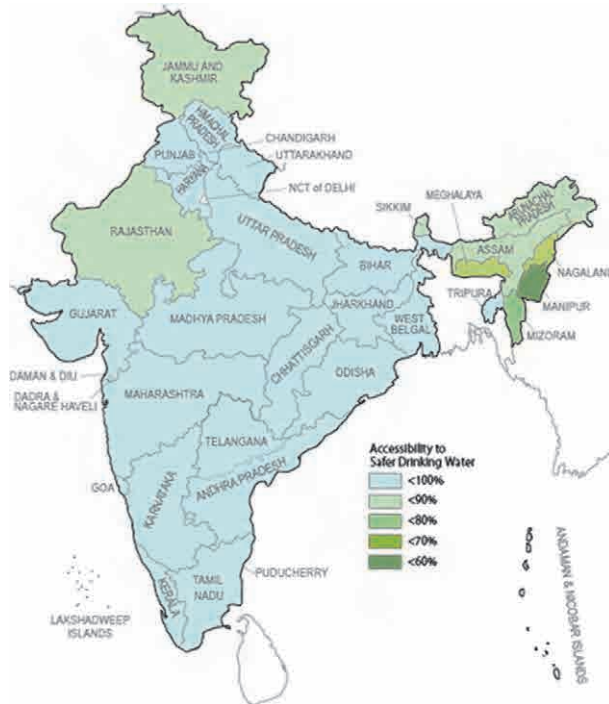 JAMMU AND
KASHMIR
HIMACHAL
PRADESH
CHANDIGARH
PUNJAB
UTTARAKHAND
HARYANA
NCT of DELHI
MEGHALAYA
SIKKIM
ARUNACHAL
PRADESH
RAJASTHAN
UTTAR PRADESH
ASSAM
BIHAR
NAGALAND
TRIPURA
GUJARAT
JHARKHAND
MANIPUR
MADHYA PRADESH
WEST
BELGAL
MIZORAM
CHHATTISGARH
DAMAN & DIU
ODISHA
DADRA &
NAGARE HAVELI
MAHARASHTRA
TELANGANA
Accessibility to
Safer Drinking Water
<100%
<90%
<80%
<70%
<60%
GOA
KARNATAKA
ANDHRA PRADESH
PUDUCHERRY
KERALA
TAMIL
NADU
LAKSHADWEEP
ISLANDS
ANDAMAN & NICOBAR ISLANDS